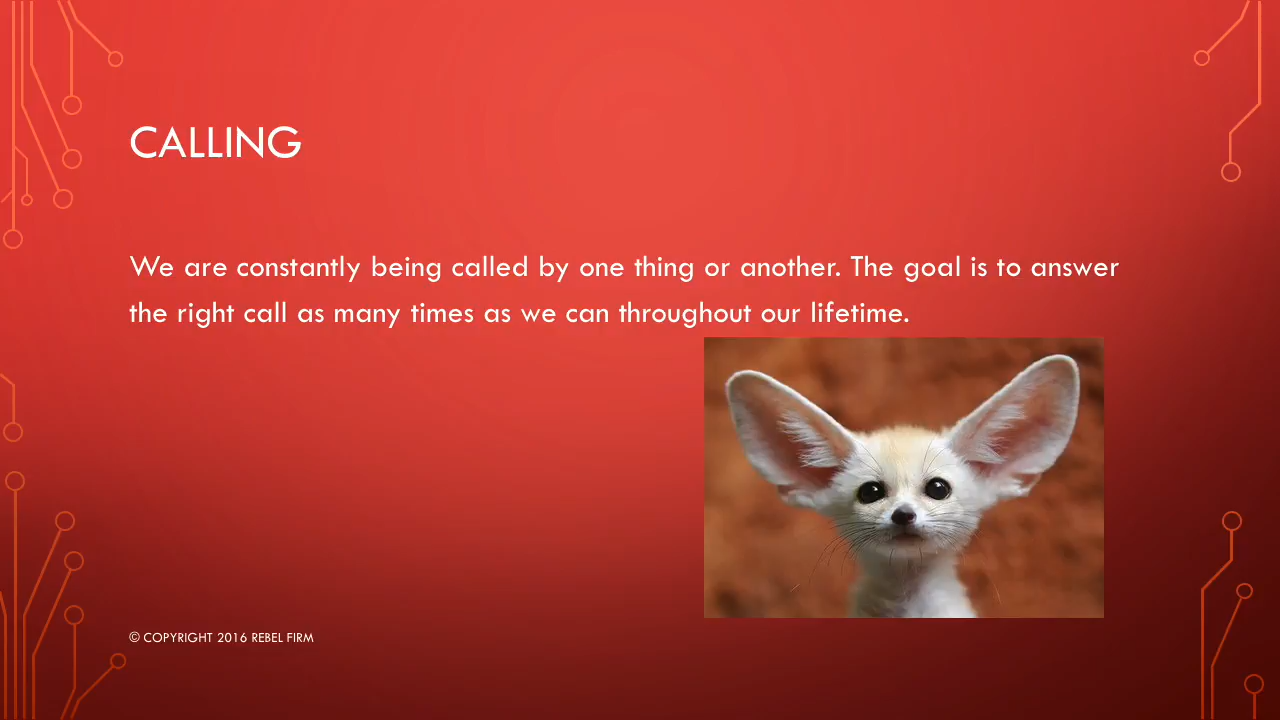 CALLING
We are constantly being called by one thing or another. The goal is to answer
the right call as many times as we can throughout our lifetime.
© COPYRIGHT 2016 REBEL FIRM